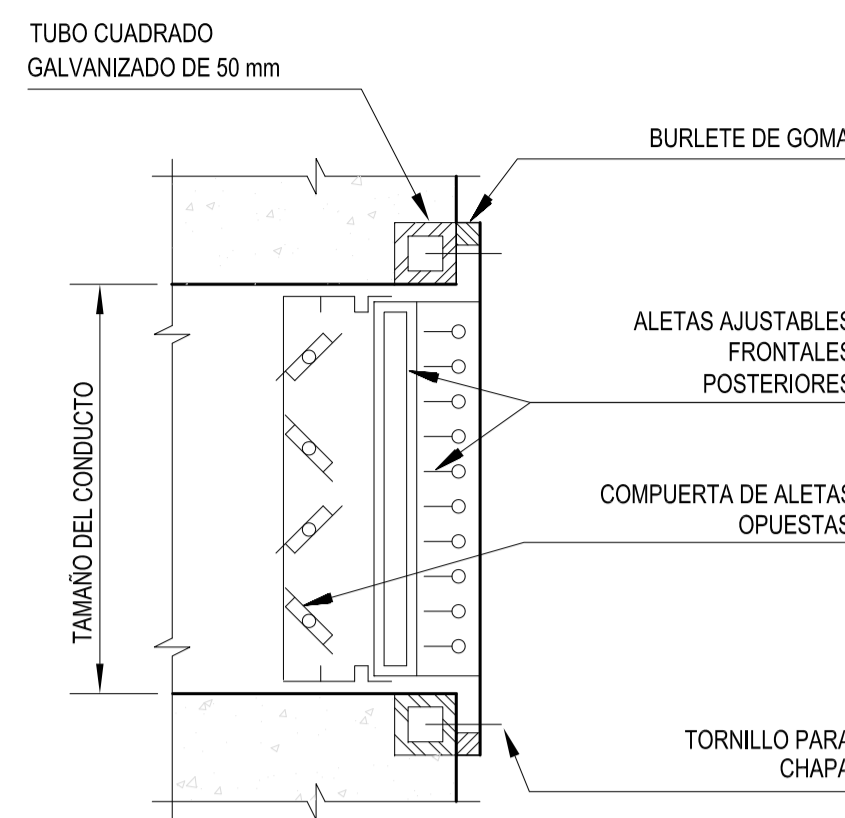 TUBO CUADRADO
GALVANIZADO DE 50 mm
BURLETE DE GOMA
ALETAS AJUSTABLES
FRONTALES
POSTERIORES
TAMAÑO DEL CONDUCTO
COMPUERTA DE ALETAS
OPUESTAS
TORNILLO PARA
CHAPA